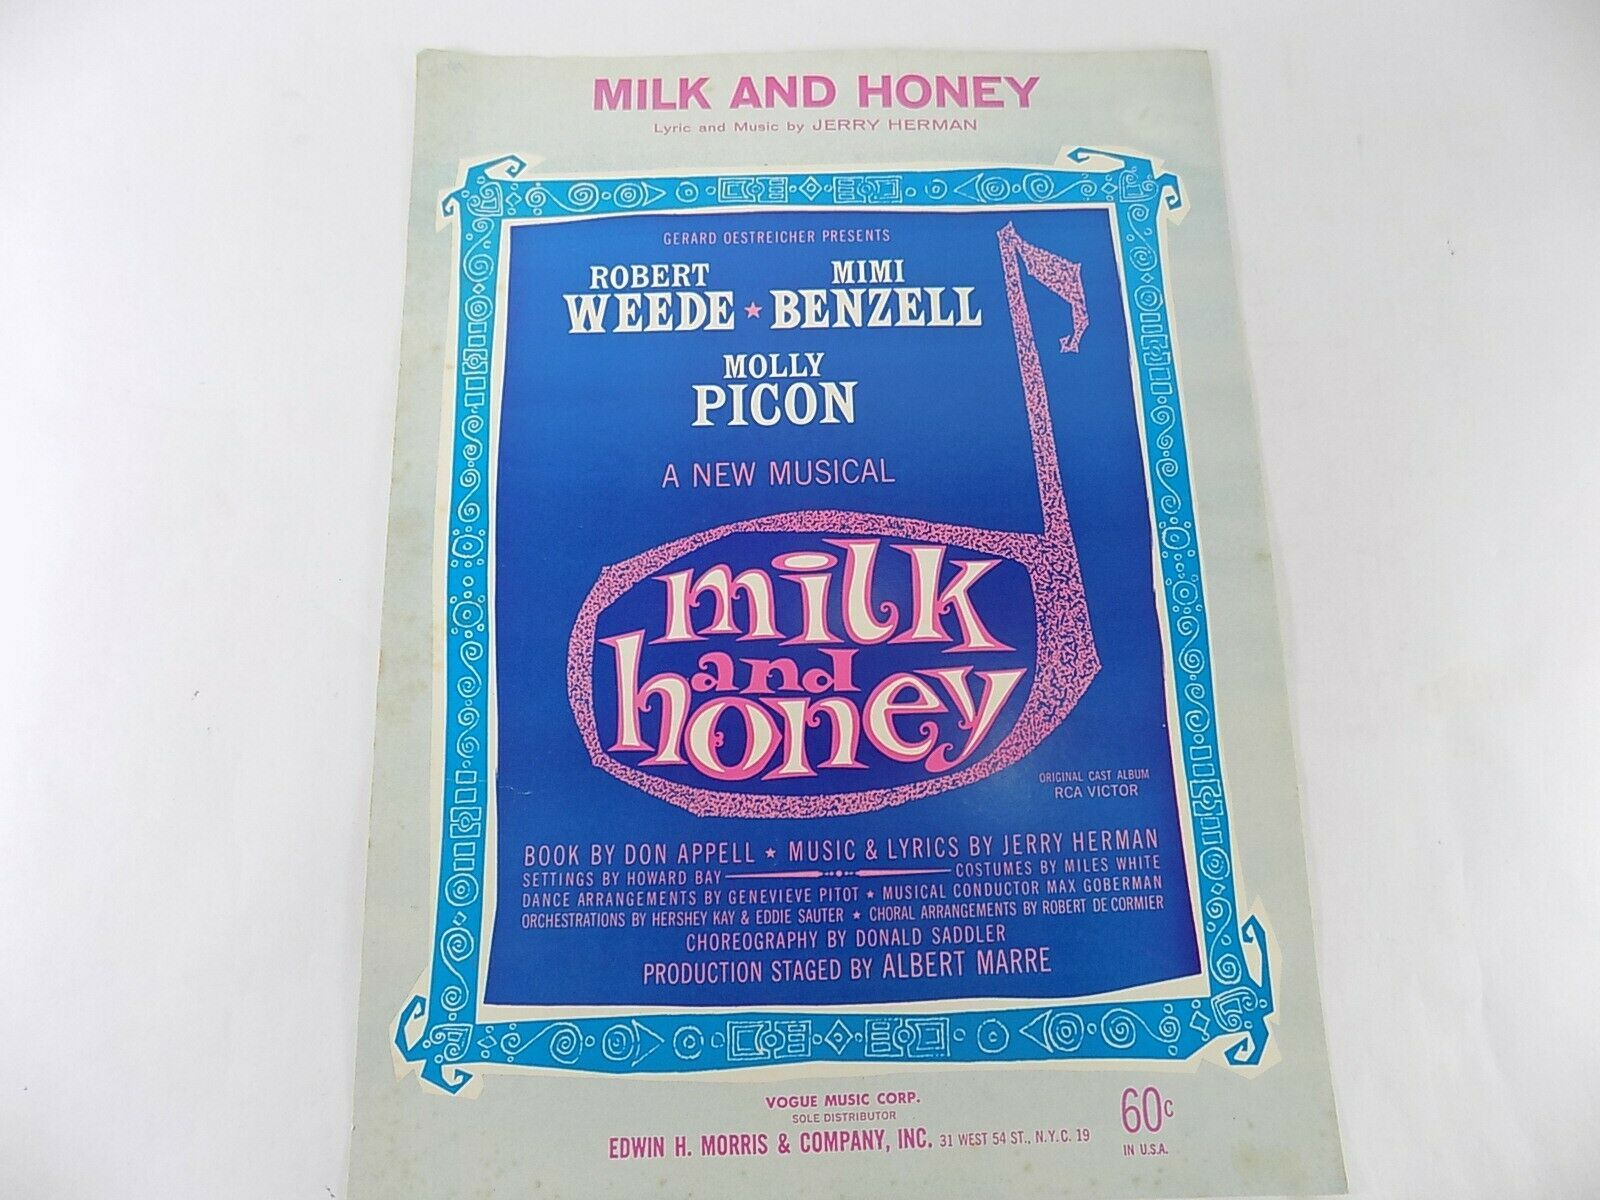 MILK AND HONEY
Lyric and Music by JERRY HERMAN
GERARD OESTREICHER PRESENTS
ROBERT MIMI
WEEDE ★ BENZELL
MOLLY
PICON
A NEW MUSICAL
milk
and
honey
ORIGINAL CAST ALBUM
RCA VICTOR
BOOK BY DON APPELL ★ MUSIC & LYRICS BY JERRY HERMAN
SETTINGS BY HOWARD BAY COSTUMES BY MILES WHITE
DANCE ARRANGEMENTS BY GENEVIEVE PITOT ★ MUSICAL CONDUCTOR MAX GOBERMAN
ORCHESTRATIONS BY HERSHEY KAY & EDDIE SAUTER ★ CHORAL ARRANGEMENTS BY ROBERT DE CORMIER
CHOREOGRAPHY BY DONALD SADDLER
PRODUCTION STAGED BY ALBERT MARRE
VOGUE MUSIC CORP.
SOLE DISTRIBUTOR
EDWIN H. MORRIS & COMPANY, INC. 31 WEST 54 ST., N.Y.C. 19
60c
IN U.S.A.